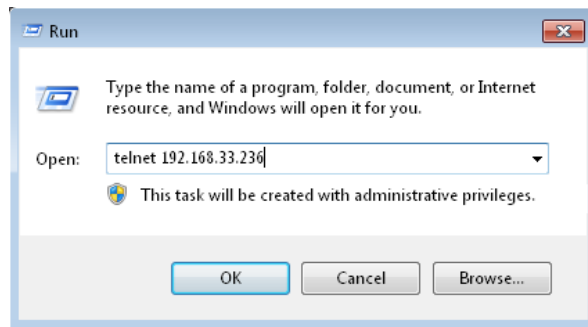 Run
Type the name of a program, folder, document, or Internet
resource, and Windows will open it for you.
Open:
telnet 192.168.33.236
This task will be created with administrative privileges.
OK
Cancel
Browse...